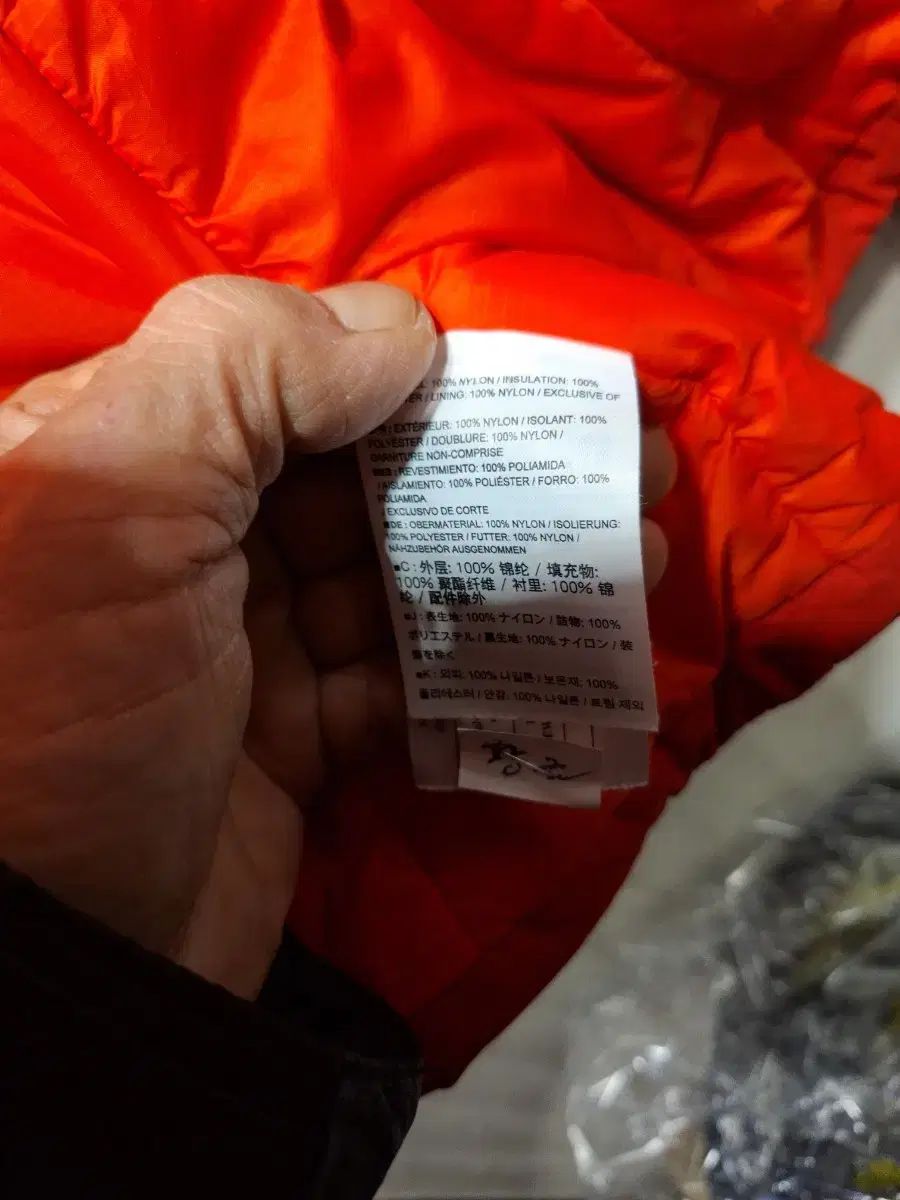 100% NYLON / INSULATION: 100%
/ LINING: 100% NYLON / EXCLUSIVE OF
: EXTÉRIEUR: 100% NYLON / ISOLANT: 100%
POLYESTER / DOUBLURE: 100% NYLON /
GARNITURE NON-COMPRISE
: REVESTIMIENTO: 100% POLIAMIDA
/ AISLAMIENTO: 100% POLIÉSTER / FORRO: 100%
POLIAMIDA
/ EXCLUSIVO DE CORTE
■DE : OBERMATERIAL: 100% NYLON / ISOLIERUNG:
100% POLYESTER / FUTTER: 100% NYLON /
NÄHZUBEHÖR AUSGENOMMEN
■C : 外层: 100% 锦纶 / 填充物:
100% 聚酯纤维 / 衬里: 100% 锦
纶 / 配件除外
■J : 表生地: 100% ナイロン / 詰物: 100%
ポリエステル / 裏生地: 100% ナイロン / 装
を除く
■K : 외피: 100% 나일론 / 보온재: 100%
폴리에스터 / 안감: 100% 나일론 / 트림 제외